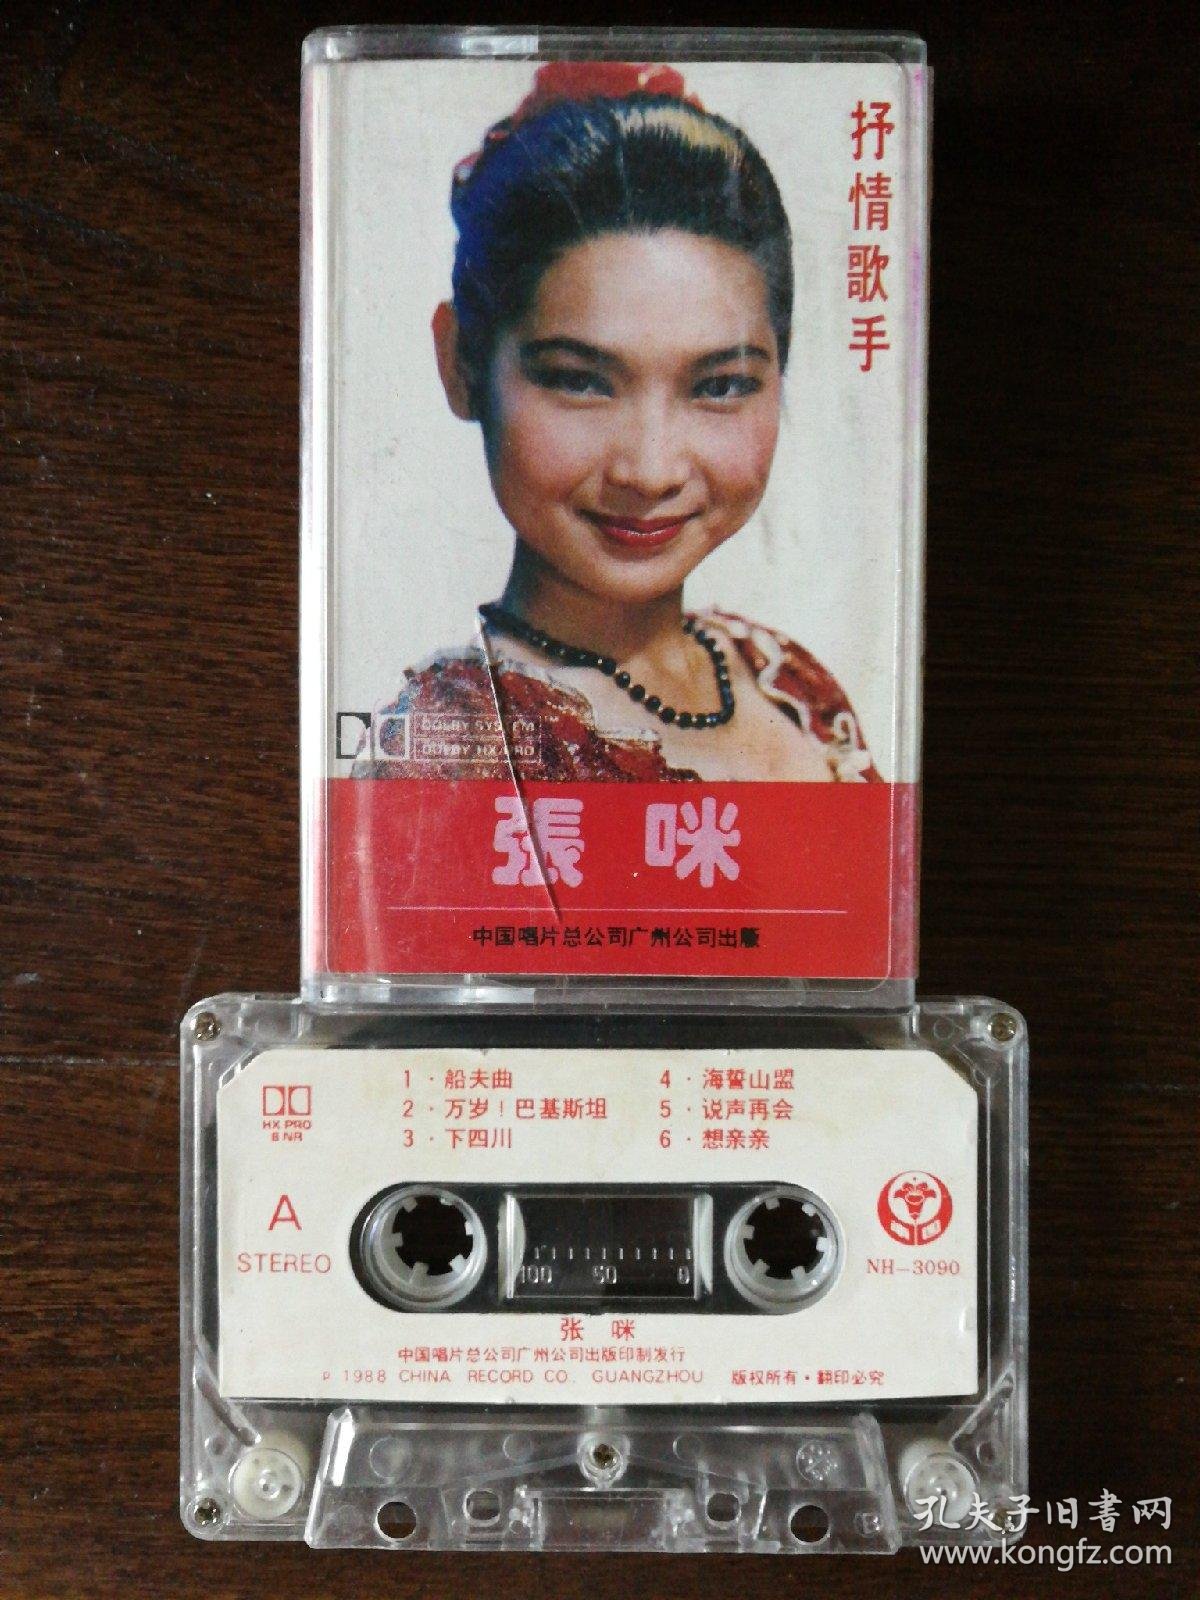 抒情歌手
DOLBY SYSTEM
DOLBY HX PRO
張 咪
中国唱片总公司广州公司出版
1·船夫曲
4·海誓山盟
2·万岁！巴基斯坦
5·说声再会
3·下四川
6·想亲亲
HX PRO
B NR
A
STEREO
NH-3090
100 50 0
张 咪
中国唱片总公司广州公司出版印制发行
P 1988 CHINA RECORD CO. GUANGZHOU 版权所有·翻印必究
孔夫子旧書网
www.kongfz.com